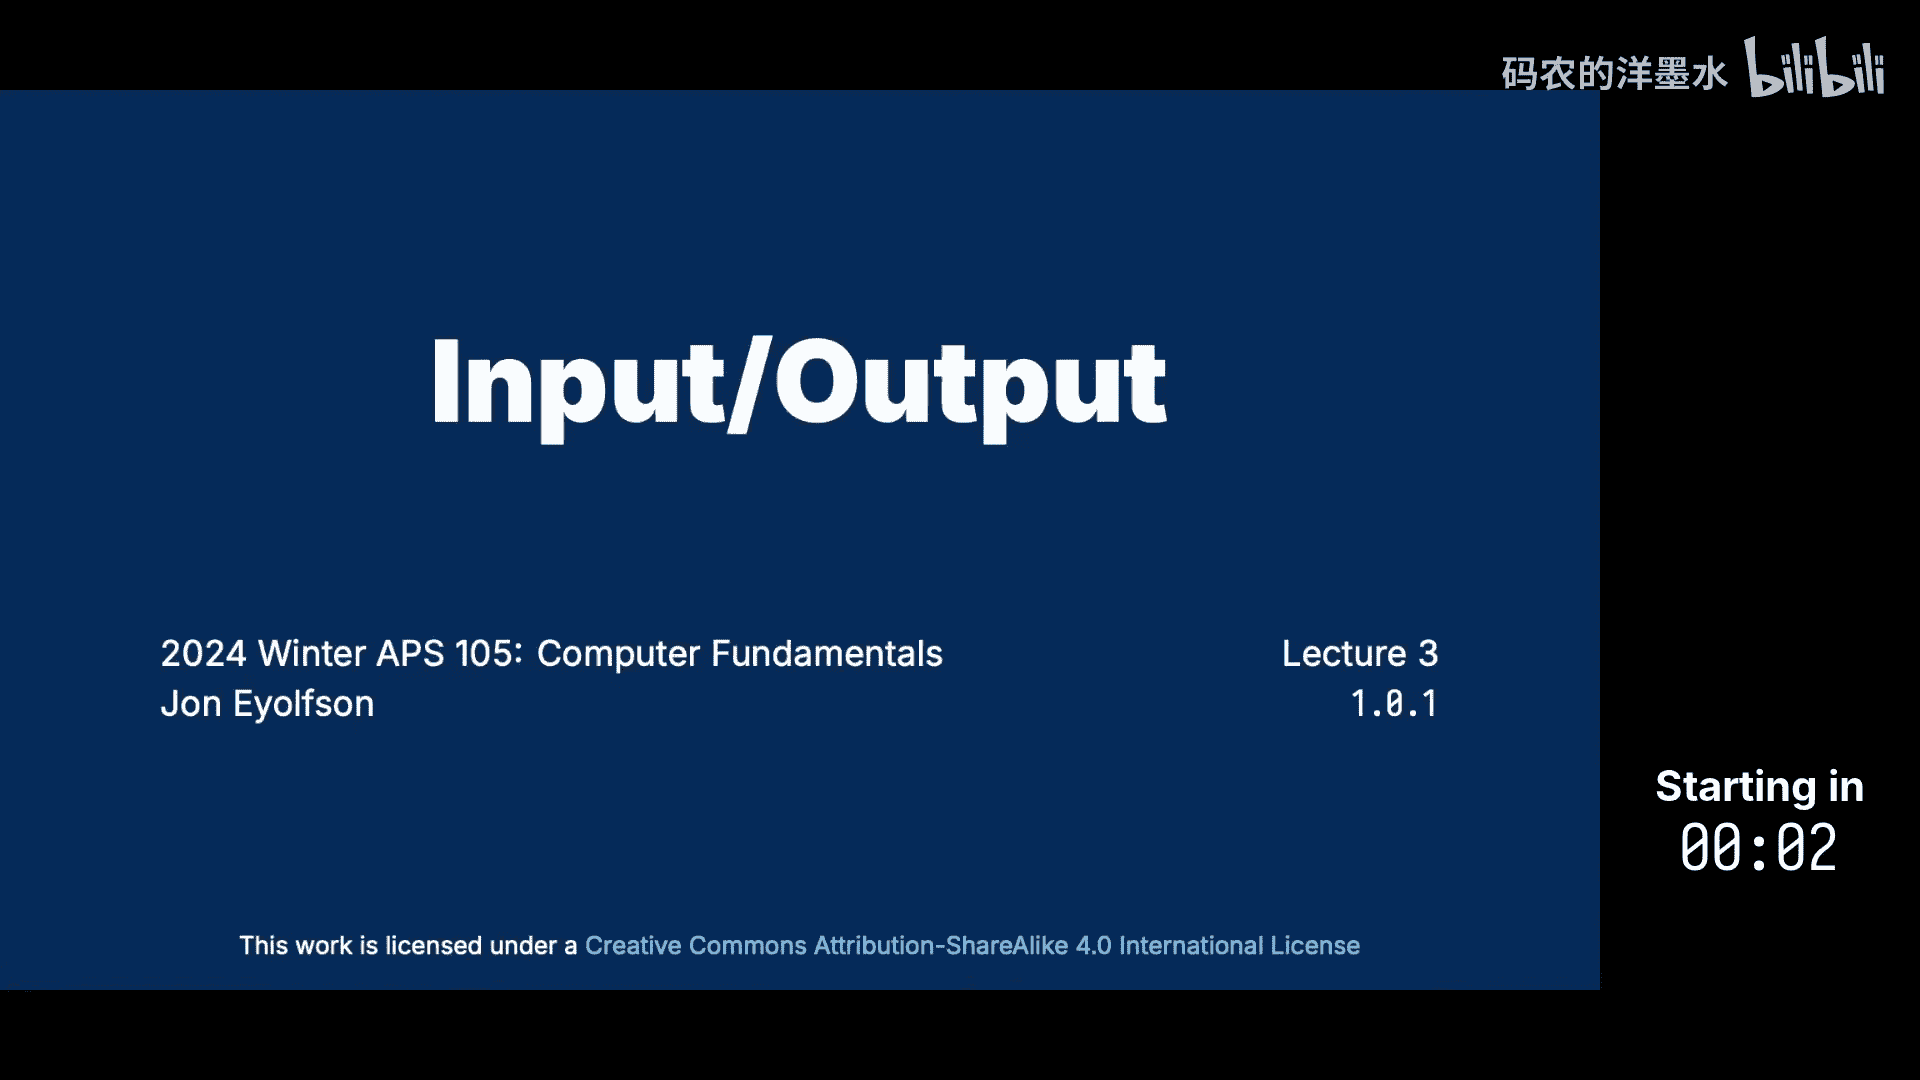 码农的洋墨水 bilibili
Input/Output
2024 Winter APS 105: Computer Fundamentals
Jon Eyolfson
Lecture 3
1.0.1
Starting in
00:02
This work is licensed under a Creative Commons Attribution-ShareAlike 4.0 International License